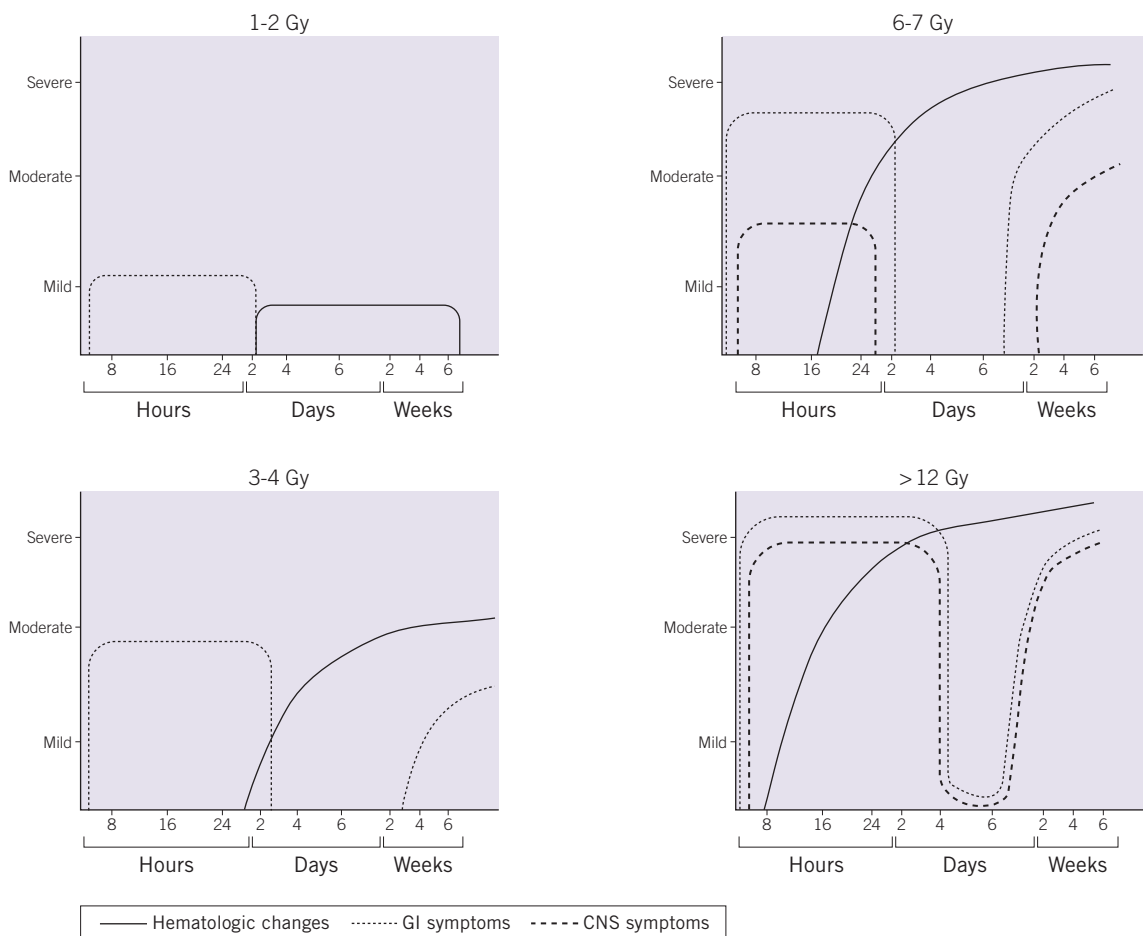 1-2 Gy
Severe
Moderate
Mild
8 16 24 2 4 6 2 4 6
Hours Days Weeks
6-7 Gy
Severe
Moderate
Mild
8 16 24 2 4 6 2 4 6
Hours Days Weeks
3-4 Gy
Severe
Moderate
Mild
8 16 24 2 4 6 2 4 6
Hours Days Weeks
> 12 Gy
Severe
Moderate
Mild
8 16 24 2 4 6 2 4 6
Hours Days Weeks
Hematologic changes GI symptoms CNS symptoms